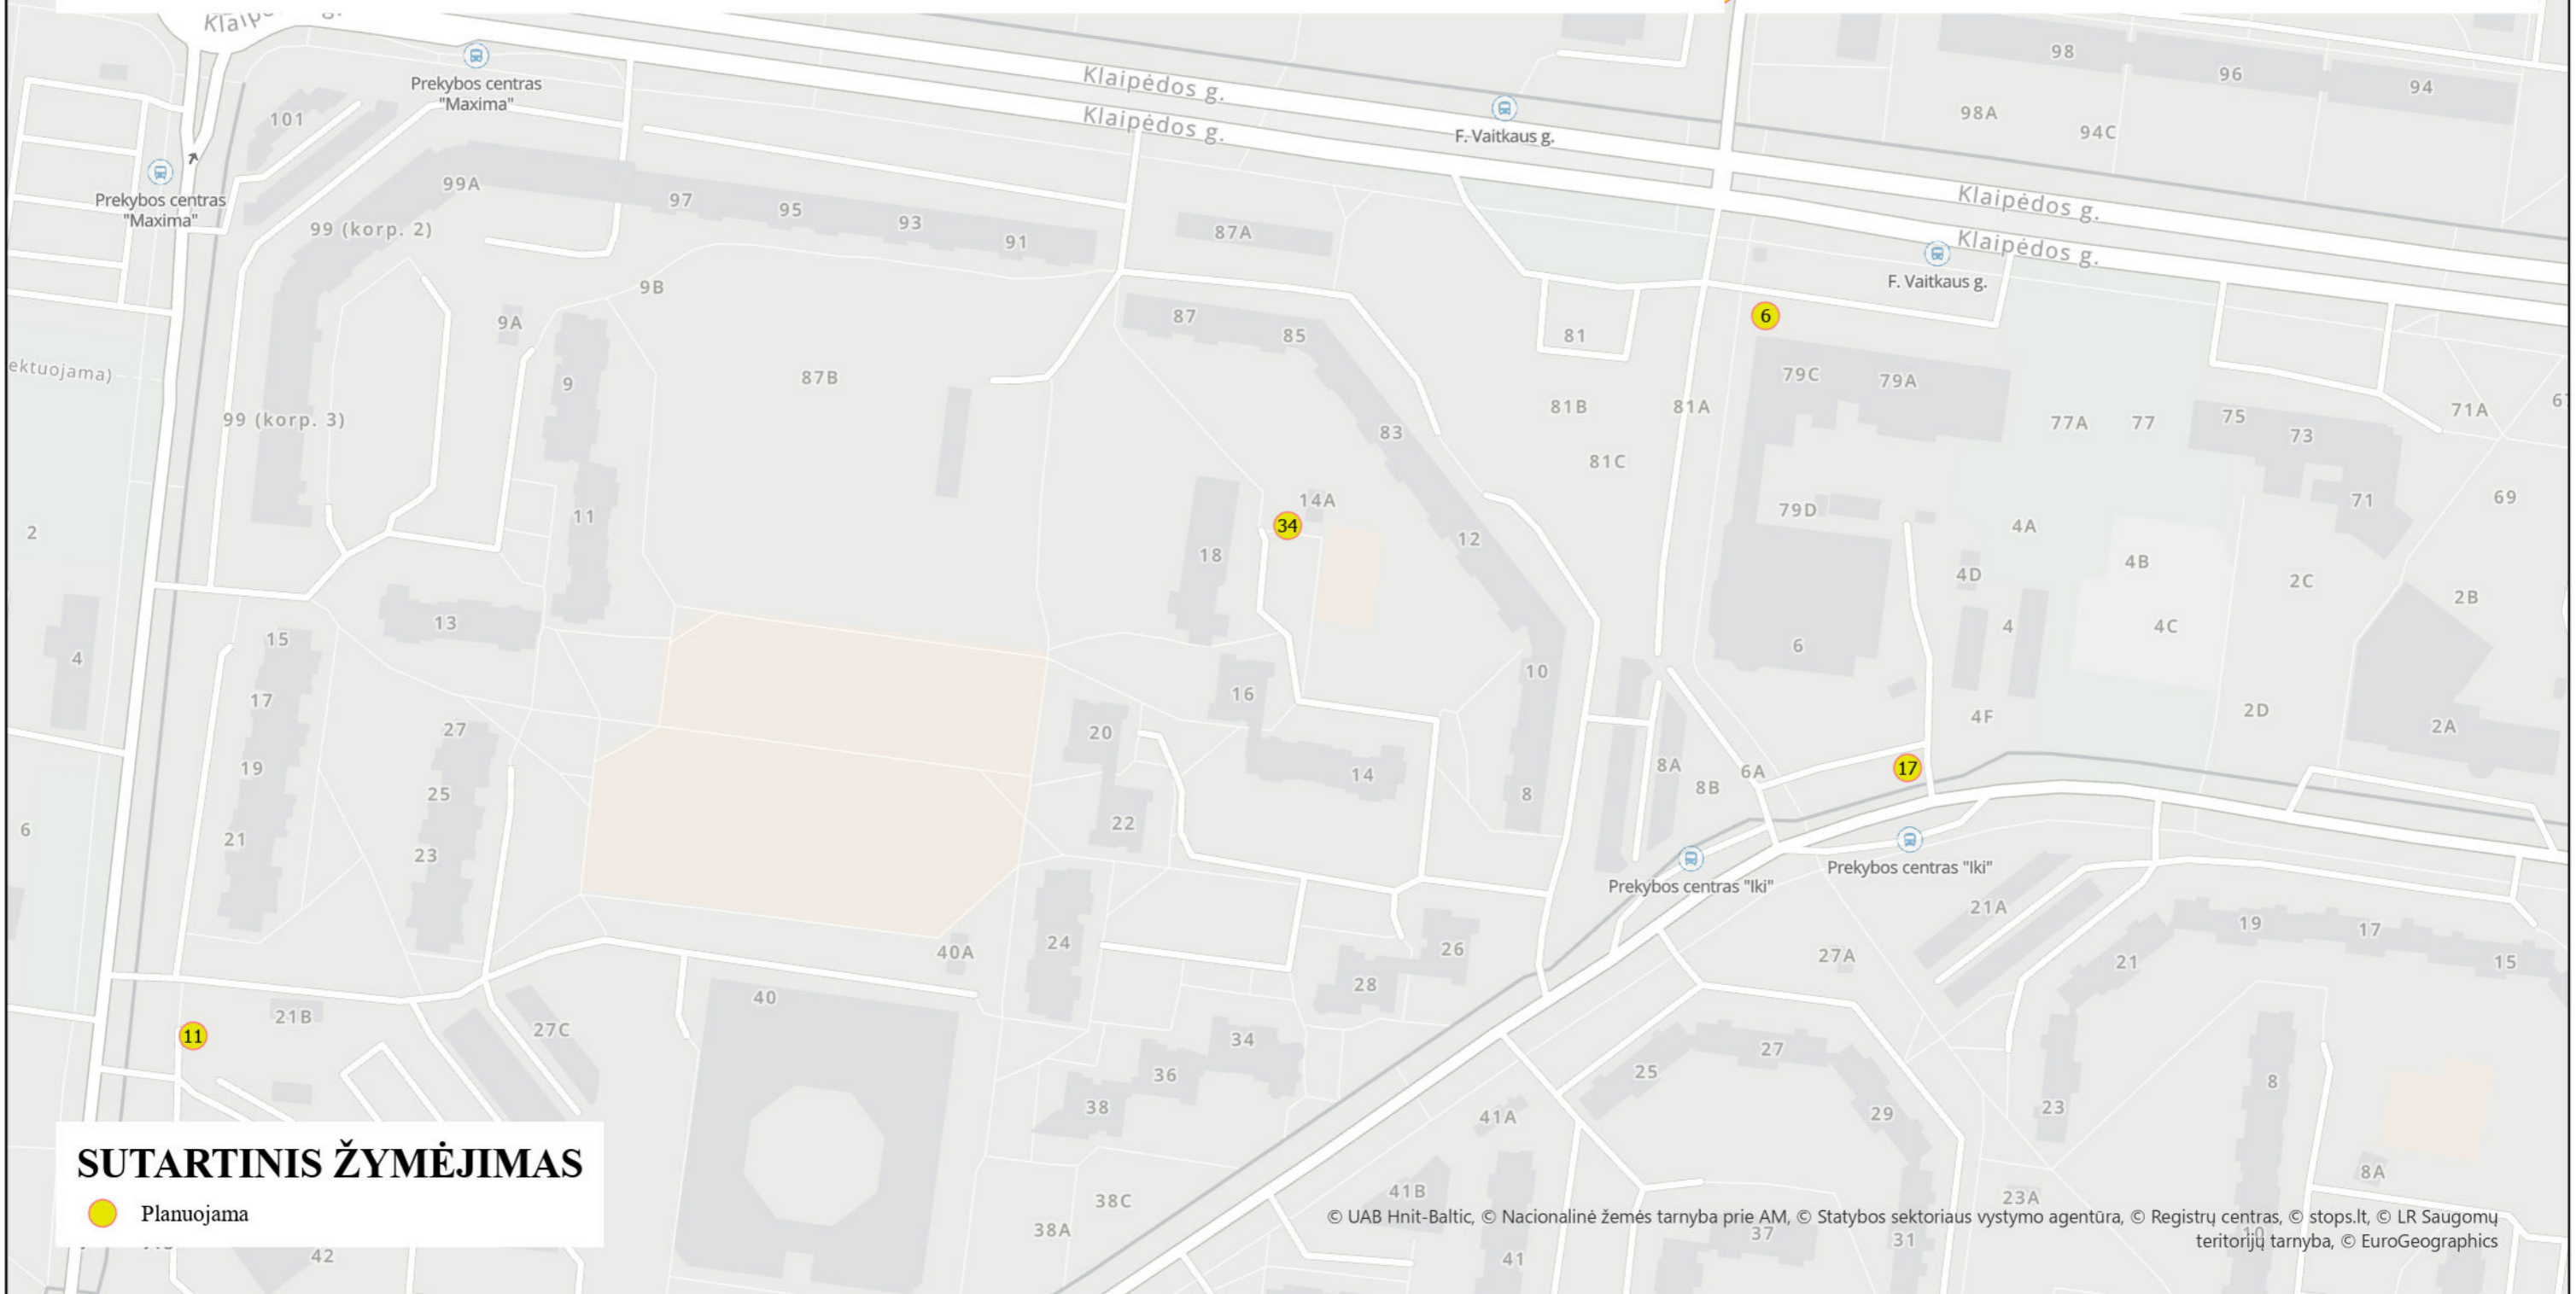 Klaipėdos g.
Klaipėdos g.
Klaipėdos g.
Klaipėdos g.
Prekybos centras
"Maxima"
Prekybos centras
"Maxima"
F. Vaitkaus g.
F. Vaitkaus g.
98
96
94
98A
94C
101
99A
99 (korp. 2)
97
95
93
91
87A
9B
9A
9
87B
87
85
81
6
79C
79A
ektuojama)
99 (korp. 3)
83
81B
81A
81C
77A
77
75
73
71A
71
69
11
14A
34
18
12
79D
4A
4B
4D
2C
2B
2
13
15
4
17
19
21
27
25
23
6
16
20
22
14
10
8
6
4
4C
4F
2D
2A
8A
8B
6A
17
Prekybos centras "Iki"
Prekybos centras "Iki"
21A
19
17
15
21
27A
24
26
28
40A
40
21B
11
27C
34
36
38
25
27
29
23
8
41A
41B
38C
38A
8A
23A
37
31
41
42
SUTARTINIS ŽYMĖJIMAS
Planuojama
© UAB Hnit-Baltic, © Nacionalinė žemės tarnyba prie AM, © Statybos sektoriaus vystymo agentūra, © Registrų centras, © stops.lt, © LR Saugomų
teritorijų tarnyba, © EuroGeographics